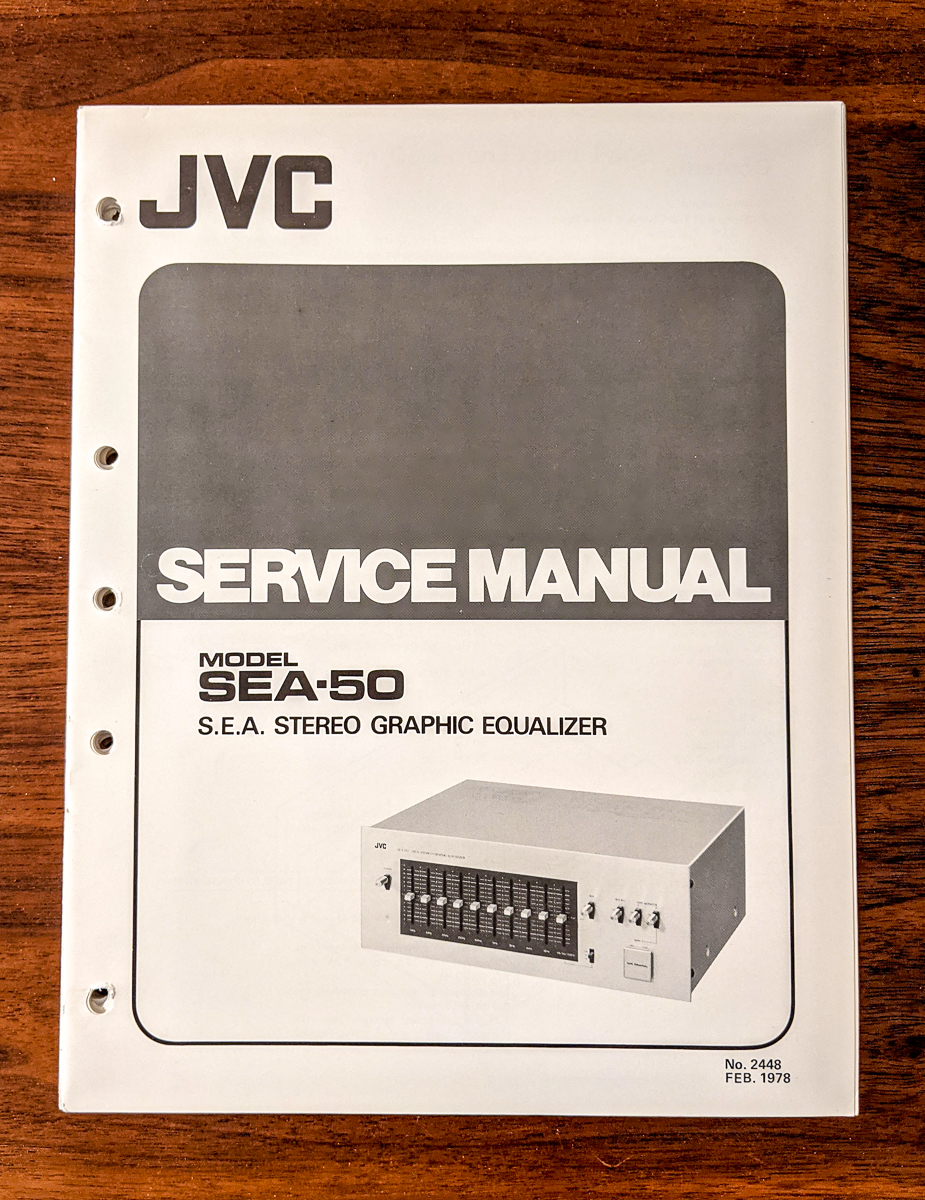 JVC
SERVICE MANUAL
MODEL
SEA-50
S.E.A. STEREO GRAPHIC EQUALIZER
JVC
No. 2448
FEB. 1978